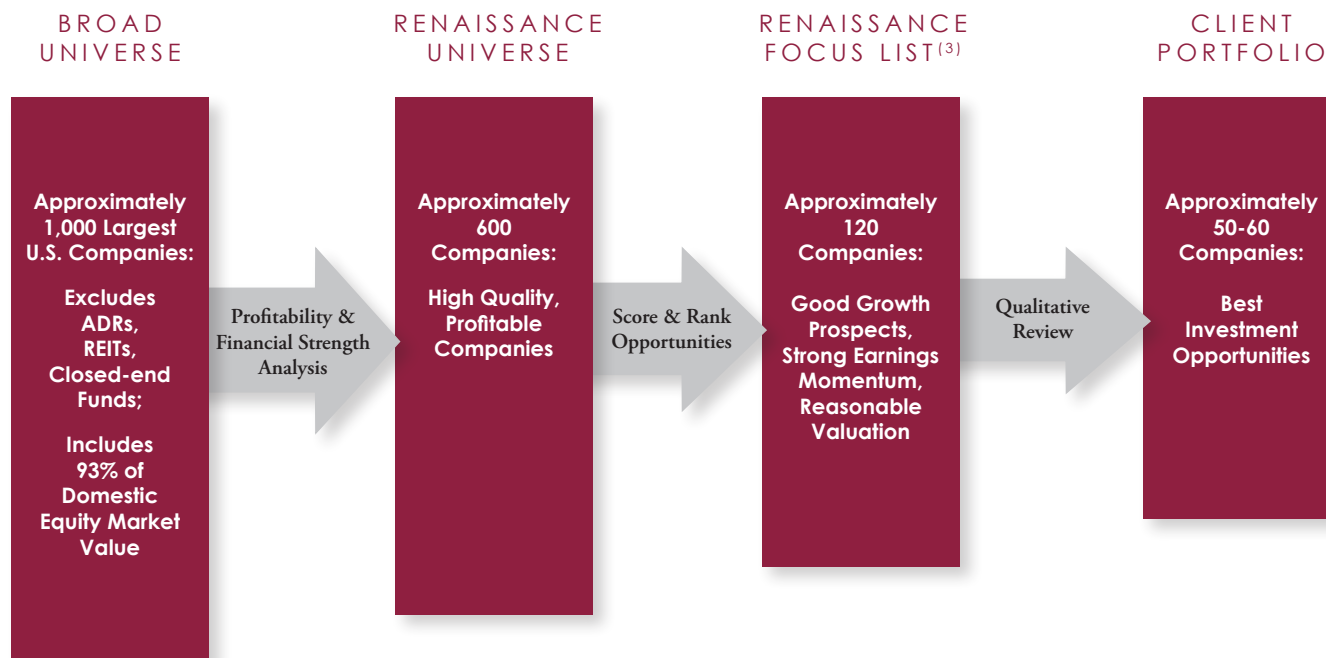 BROAD
UNIVERSE
Approximately
1,000 Largest
U.S. Companies:
Excludes
ADRs,
REITs,
Closed-end
Funds;
Includes
93% of
Domestic
Equity Market
Value
Profitability &
Financial Strength
Analysis
RENAISSANCE
UNIVERSE
Approximately
600
Companies:
High Quality,
Profitable
Companies
Score & Rank
Opportunities
RENAISSANCE
FOCUS LIST(3)
Approximately
120
Companies:
Good Growth
Prospects,
Strong Earnings
Momentum,
Reasonable
Valuation
Qualitative
Review
CLIENT
PORTFOLIO
Approximately
50-60
Companies:
Best
Investment
Opportunities